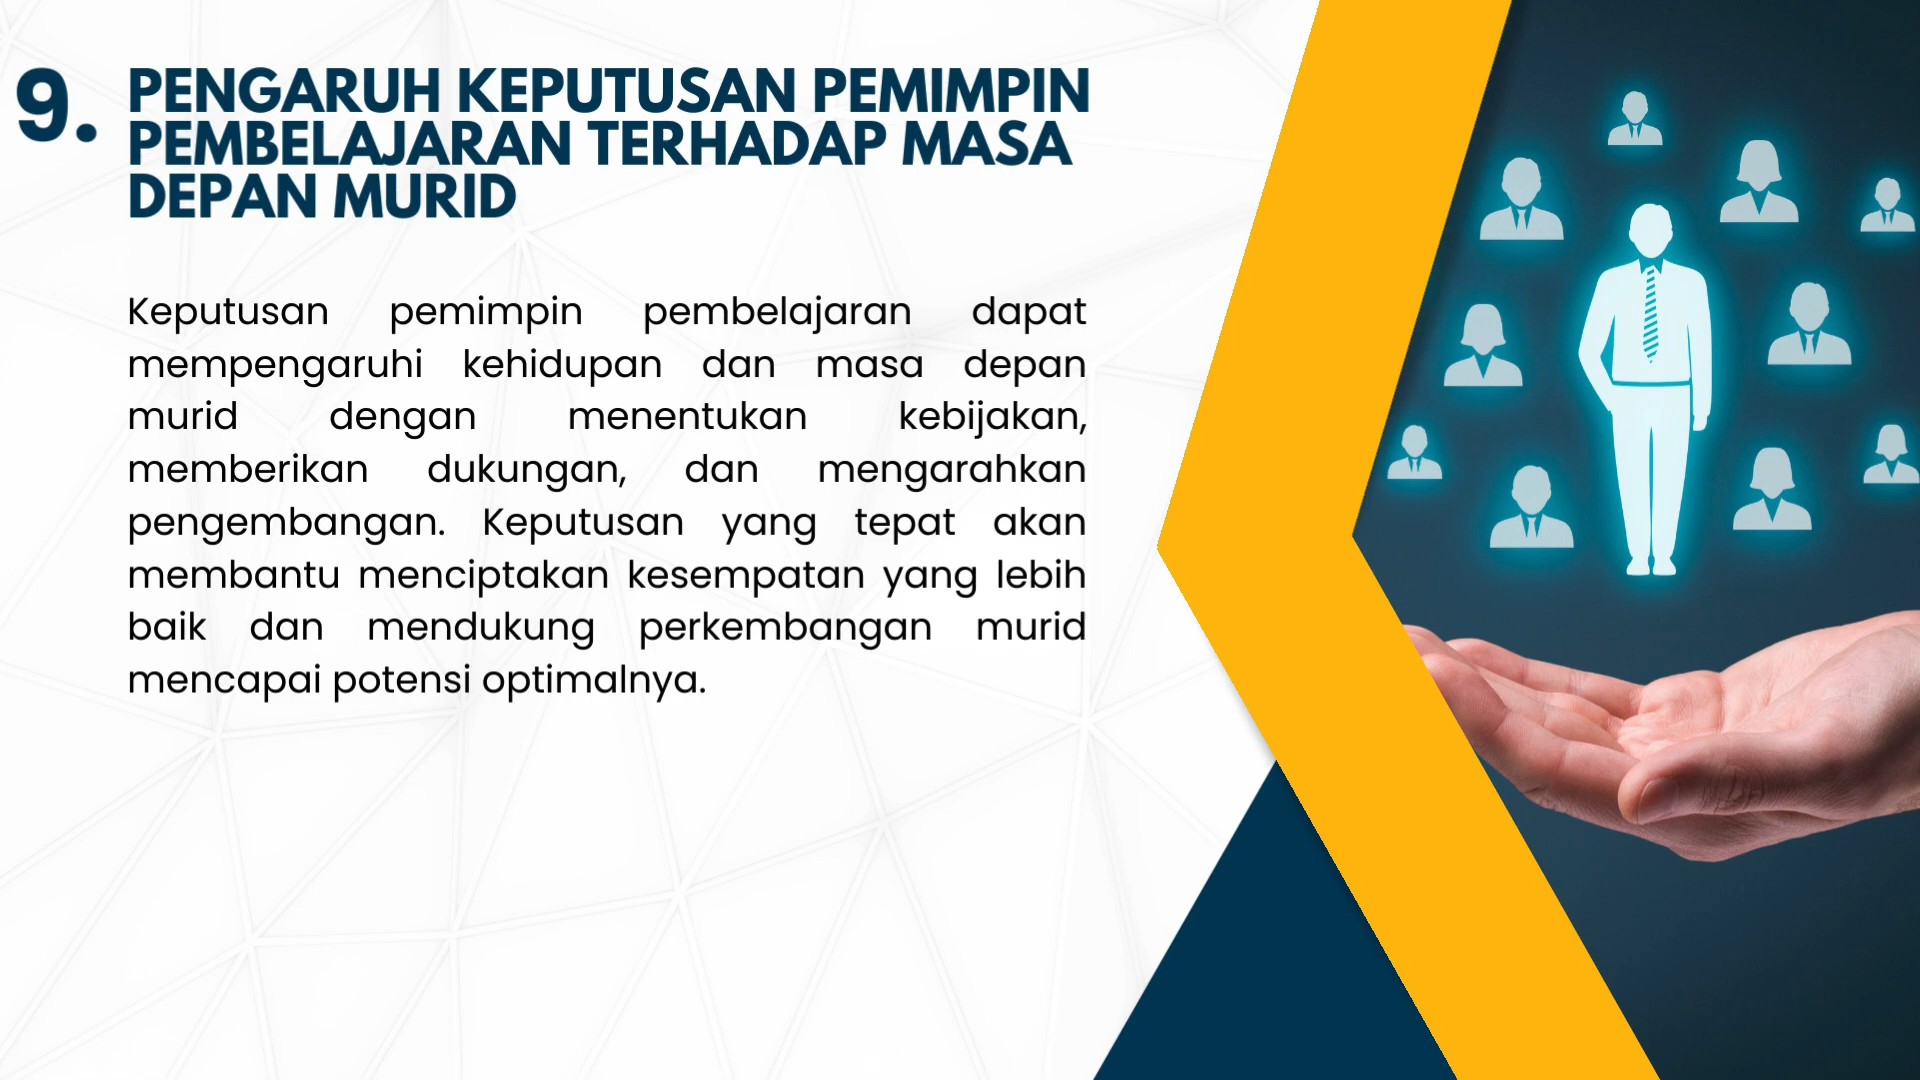 9. PENGARUH KEPUTUSAN PEMIMPIN
PEMBELAJARAN TERHADAP MASA
DEPAN MURID
Keputusan pemimpin pembelajaran dapat
mempengaruhi kehidupan dan masa depan
murid dengan menentukan kebijakan,
memberikan dukungan, dan mengarahkan
pengembangan. Keputusan yang tepat akan
membantu menciptakan kesempatan yang lebih
baik dan mendukung perkembangan murid
mencapai potensi optimalnya.